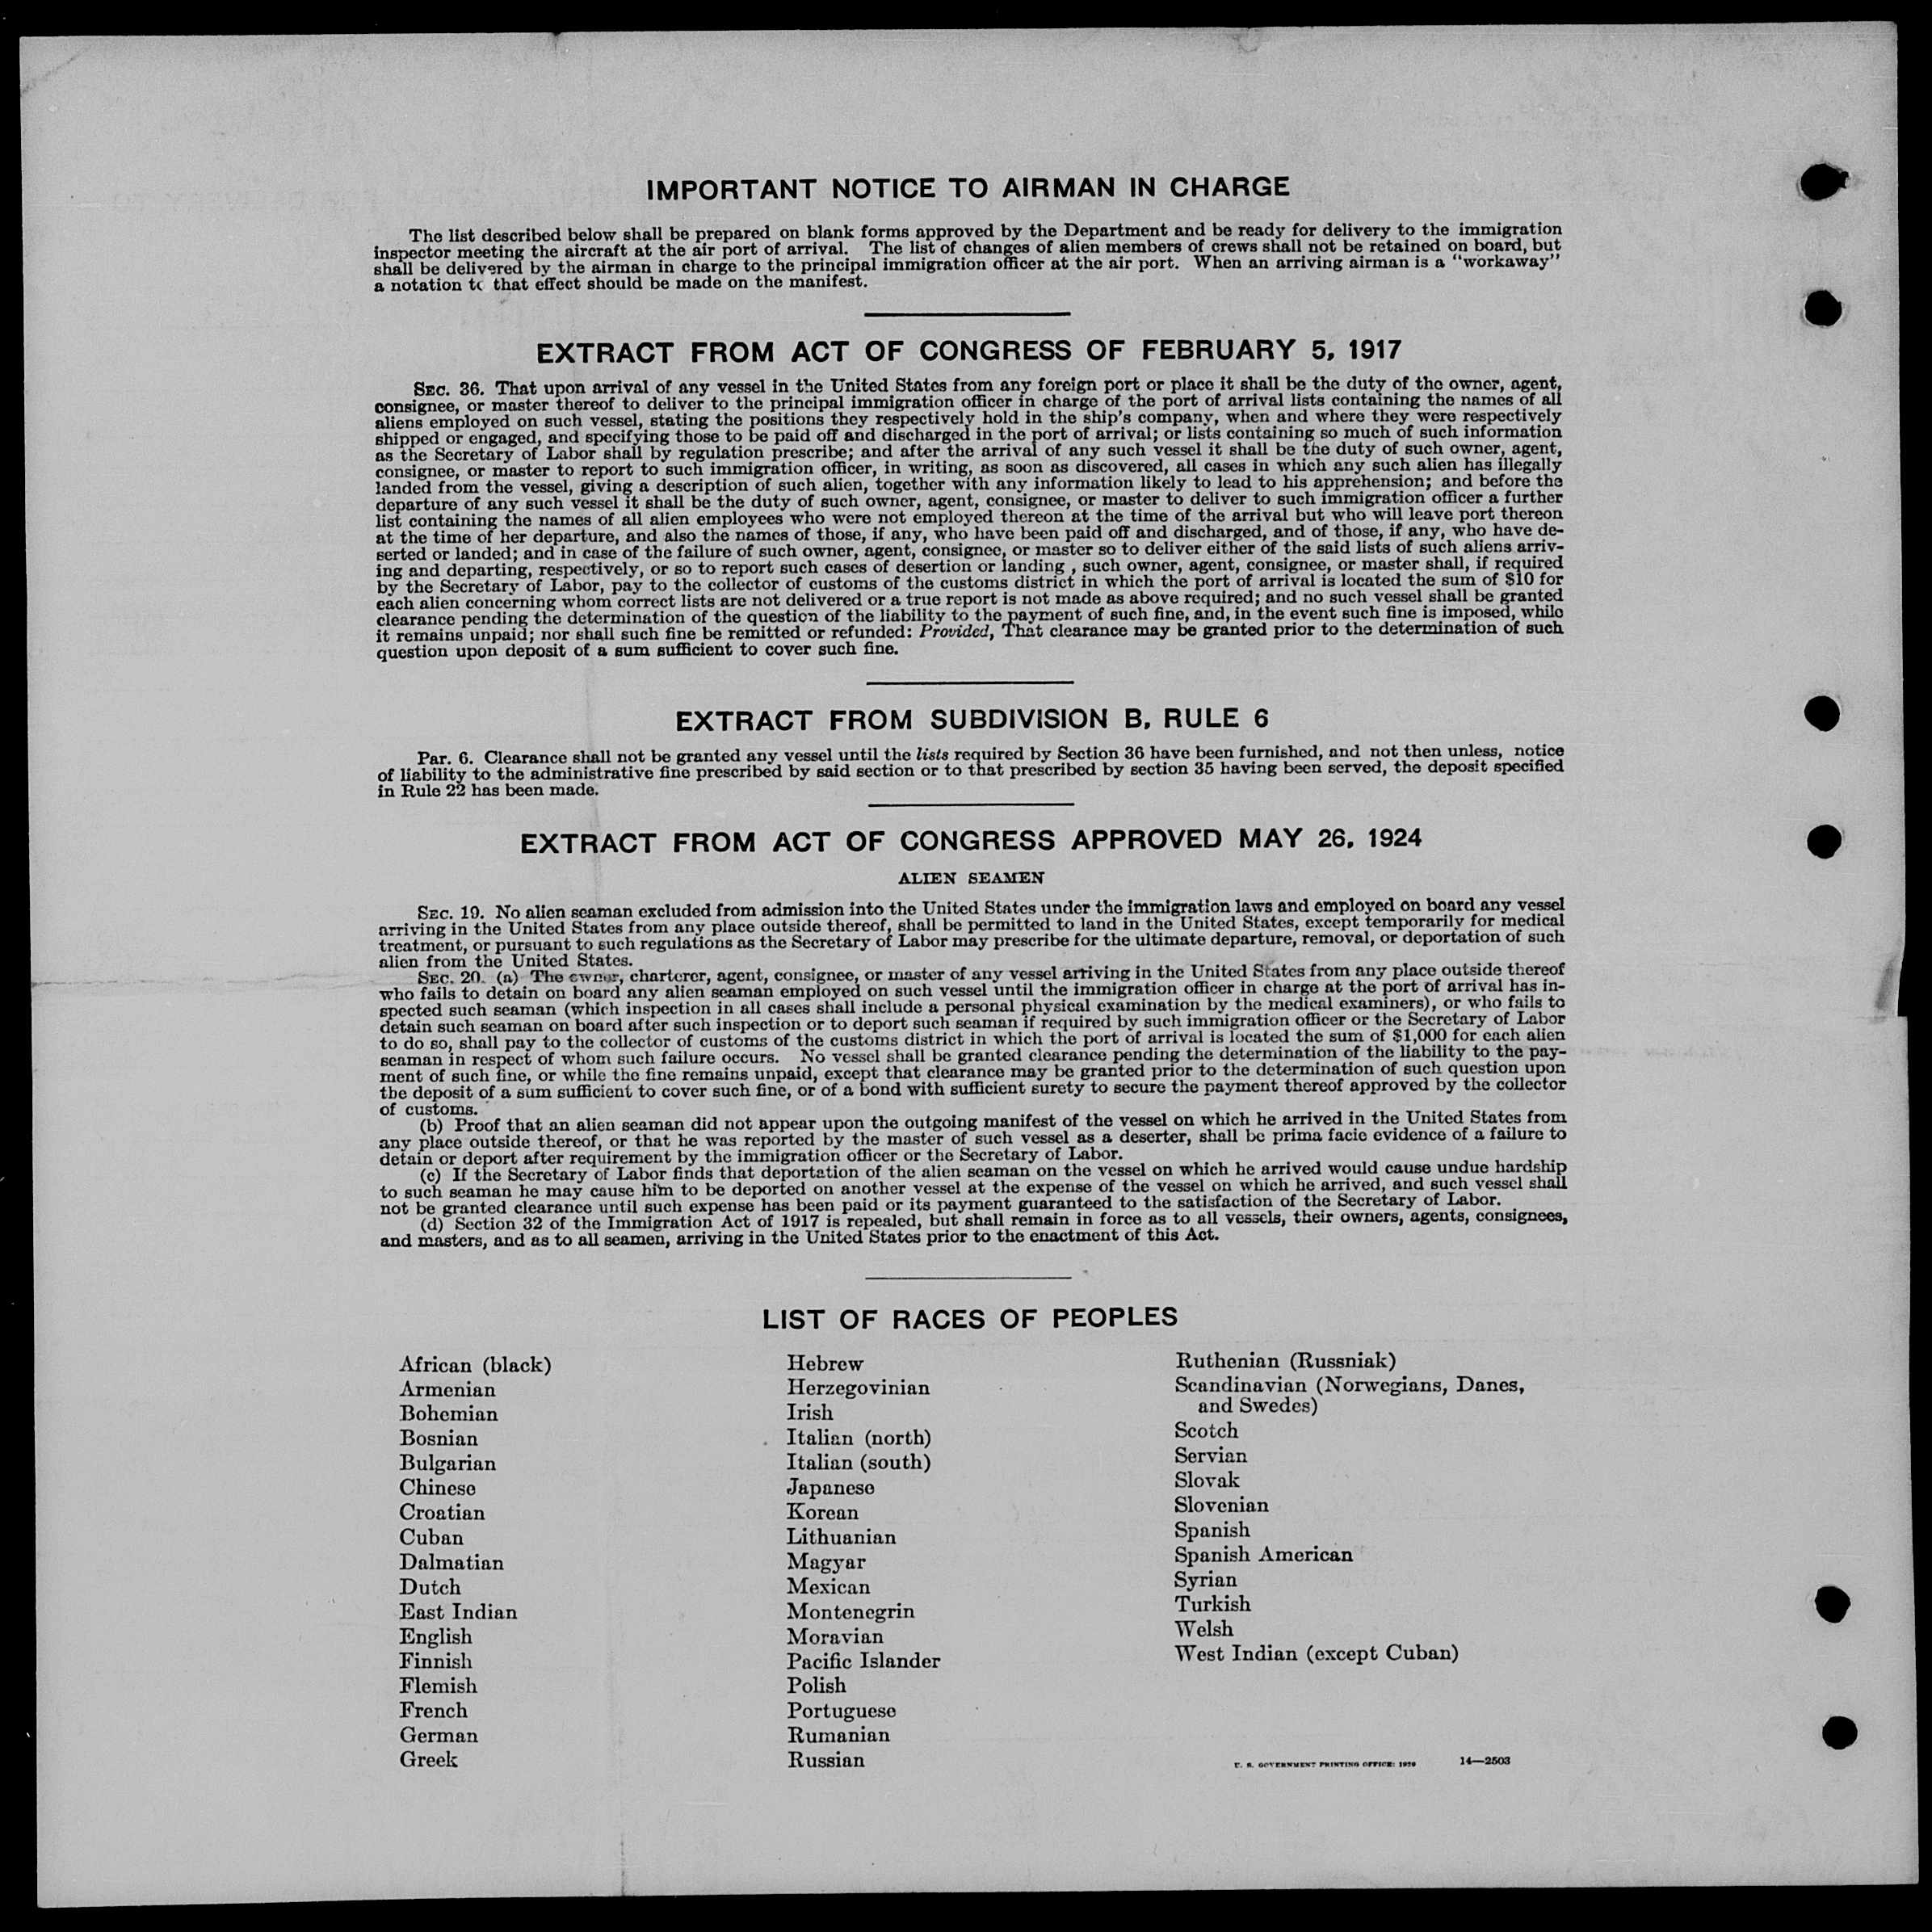 IMPORTANT NOTICE TO AIRMAN IN CHARGE
The list described below shall be prepared on blank forms approved by the Department and be ready for delivery to the immigration
inspector meeting the aircraft at the air port of arrival. The list of changes of alien members of crews shall not be retained on board, but
shall be delivered by the airman in charge to the principal immigration officer at the air port. When an arriving airman is a "workaway"
a notation to that effect should be made on the manifest.
EXTRACT FROM ACT OF CONGRESS OF FEBRUARY 5, 1917
SEC. 36. That upon arrival of any vessel in the United States from any foreign port or place it shall be the duty of the owner, agent,
consignee, or master thereof to deliver to the principal immigration officer in charge of the port of arrival lists containing the names of all
aliens employed on such vessel, stating the positions they respectively hold in the ship's company, when and where they were respectively
shipped or engaged, and specifying those to be paid off and discharged in the port of arrival; or lists containing so much of such information
as the Secretary of Labor shall by regulation prescribe; and after the arrival of any such vessel it shall be the duty of such owner, agent,
consignee, or master to report to such immigration officer, in writing, as soon as discovered, all cases in which any such alien has illegally
landed from the vessel, giving a description of such alien, together with any information likely to lead to his apprehension; and before the
departure of any such vessel it shall be the duty of such owner, agent, consignee, or master to deliver to such immigration officer a further
list containing the names of all alien employees who were not employed thereon at the time of the arrival but who will leave port thereon
at the time of her departure, and also the names of those, if any, who have been paid off and discharged, and of those, if any, who have de-
serted or landed; and in case of the failure of such owner, agent, consignee, or master so to deliver either of the said lists of such aliens arriv-
ing and departing, respectively, or so to report such cases of desertion or landing , such owner, agent, consignee, or master shall, if required
by the Secretary of Labor, pay to the collector of customs of the customs district in which the port of arrival is located the sum of $10 for
each alien concerning whom correct lists are not delivered or a true report is not made as above required; and no such vessel shall be granted
clearance pending the determination of the question of the liability to the payment of such fine, and, in the event such fine is imposed, while
it remains unpaid; nor shall such fine be remitted or refunded: Provided, That clearance may be granted prior to the determination of such
question upon deposit of a sum sufficient to cover such fine.
EXTRACT FROM SUBDIVISION B, RULE 6
Par. 6. Clearance shall not be granted any vessel until the lists required by Section 36 have been furnished, and not then unless, notice
of liability to the administrative fine prescribed by said section or to that prescribed by section 35 having been served, the deposit specified
in Rule 22 has been made.
EXTRACT FROM ACT OF CONGRESS APPROVED MAY 26, 1924
ALIEN SEAMEN
SEC. 19. No alien seaman excluded from admission into the United States under the immigration laws and employed on board any vessel
arriving in the United States from any place outside thereof, shall be permitted to land in the United States, except temporarily for medical
treatment, or pursuant to such regulations as the Secretary of Labor may prescribe for the ultimate departure, removal, or deportation of such
alien from the United States.
SEC. 20. (a) The owner, charterer, agent, consignee, or master of any vessel arriving in the United States from any place outside thereof
who fails to detain on board any alien seaman employed on such vessel until the immigration officer in charge at the port of arrival has in-
spected such seaman (which inspection in all cases shall include a personal physical examination by the medical examiners), or who fails to
detain such seaman on board after such inspection or to deport such seaman if required by such immigration officer or the Secretary of Labor
to do so, shall pay to the collector of customs of the customs district in which the port of arrival is located the sum of $1,000 for each alien
seaman in respect of whom such failure occurs. No vessel shall be granted clearance pending the determination of the liability to the pay-
ment of such fine, or while the fine remains unpaid, except that clearance may be granted prior to the determination of such question upon
the deposit of a sum sufficient to cover such fine, or of a bond with sufficient surety to secure the payment thereof approved by the collector
of customs.
(b) Proof that an alien seaman did not appear upon the outgoing manifest of the vessel on which he arrived in the United States from
any place outside thereof, or that he was reported by the master of such vessel as a deserter, shall be prima facie evidence of a failure to
detain or deport after requirement by the immigration officer or the Secretary of Labor.
(c) If the Secretary of Labor finds that deportation of the alien seaman on the vessel on which he arrived would cause undue hardship
to such seaman he may cause him to be deported on another vessel at the expense of the vessel on which he arrived, and such vessel shall
not be granted clearance until such expense has been paid or its payment guaranteed to the satisfaction of the Secretary of Labor.
(d) Section 32 of the Immigration Act of 1917 is repealed, but shall remain in force as to all vessels, their owners, agents, consignees,
and masters, and as to all seamen, arriving in the United States prior to the enactment of this Act.
LIST OF RACES OF PEOPLES
African (black)
Armenian
Bohemian
Bosnian
Bulgarian
Chinese
Croatian
Cuban
Dalmatian
Dutch
East Indian
English
Finnish
Flemish
French
German
Greek
Hebrew
Herzegovinian
Irish
Italian (north)
Italian (south)
Japanese
Korean
Lithuanian
Magyar
Mexican
Montenegrin
Moravian
Pacific Islander
Polish
Portuguese
Rumanian
Russian
Ruthenian (Russniak)
Scandinavian (Norwegians, Danes,
and Swedes)
Scotch
Servian
Slovak
Slovenian
Spanish
Spanish American
Syrian
Turkish
Welsh
West Indian (except Cuban)
U. S. GOVERNMENT PRINTING OFFICE: 14—2503